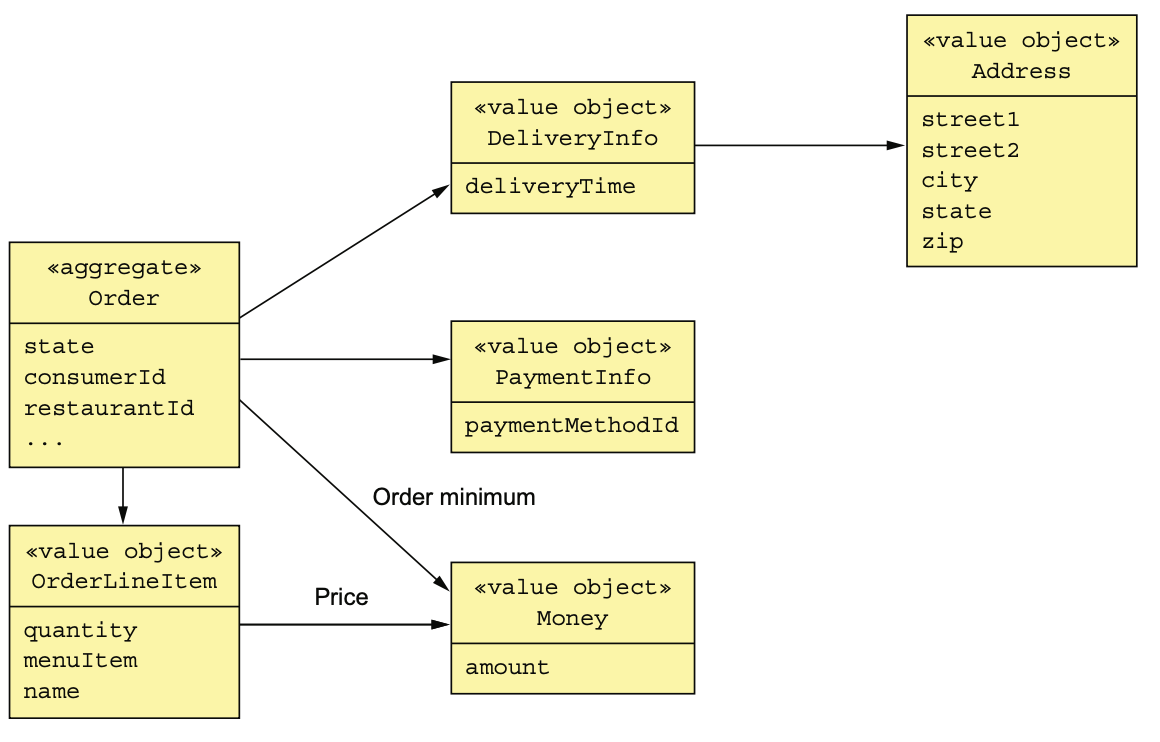 «value object»
Address
street1
street2
city
state
zip
«value object»
DeliveryInfo
deliveryTime
«aggregate»
Order
state
consumerId
restaurantId
...
«value object»
PaymentInfo
paymentMethodId
Order minimum
«value object»
OrderLineItem
quantity
menuItem
name
Price
«value object»
Money
amount